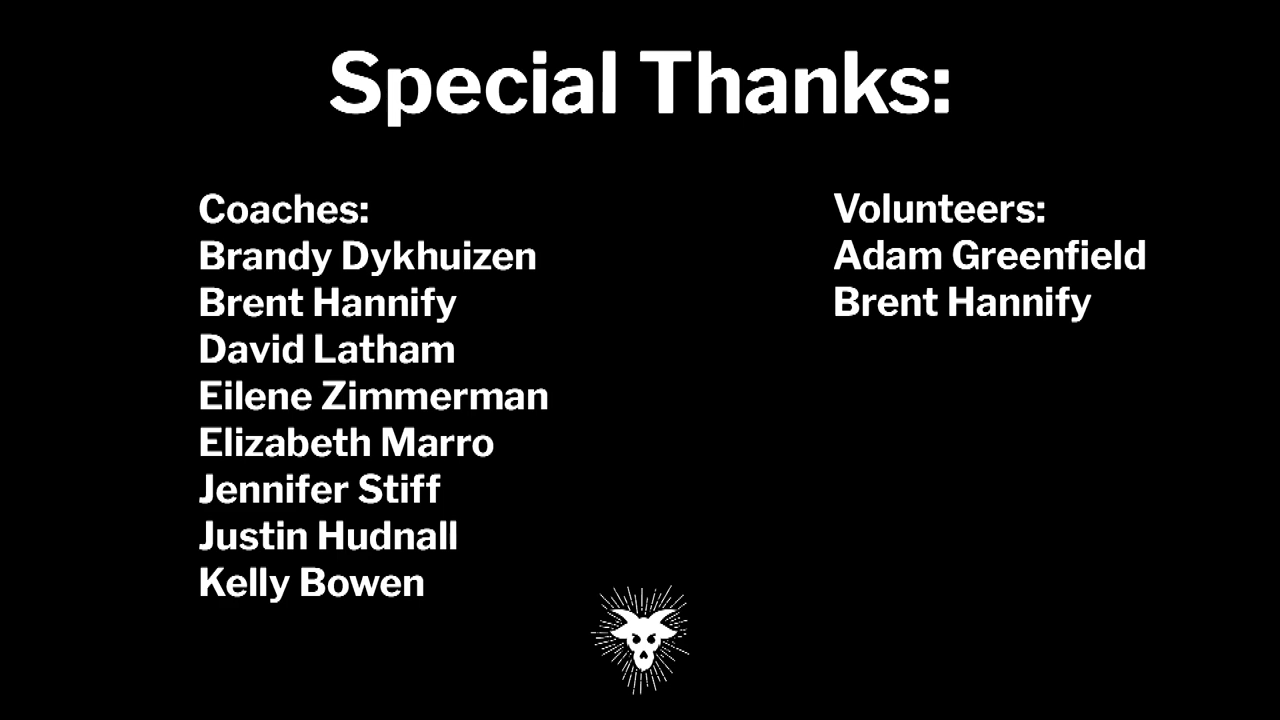 Special Thanks:
Coaches:
Brandy Dykhuizen
Brent Hannify
David Latham
Eilene Zimmerman
Elizabeth Marro
Jennifer Stiff
Justin Hudnall
Kelly Bowen
Volunteers:
Adam Greenfield
Brent Hannify